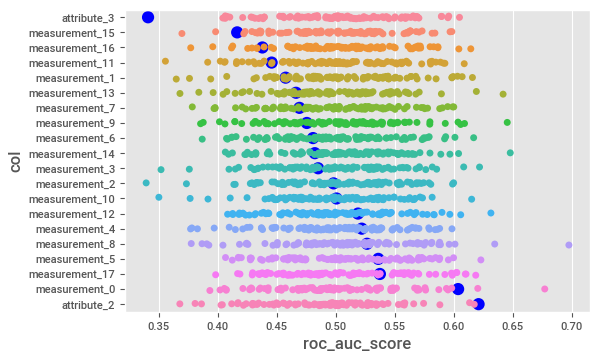 attribute_3
measurement_15
measurement_16
measurement_11
measurement_1
measurement_13
measurement_7
measurement_9
measurement_6
measurement_14
measurement_3
measurement_2
measurement_10
measurement_12
measurement_4
measurement_8
measurement_5
measurement_17
measurement_0
attribute_2
col
0.35 0.40 0.45 0.50 0.55 0.60 0.65 0.70
roc_auc_score